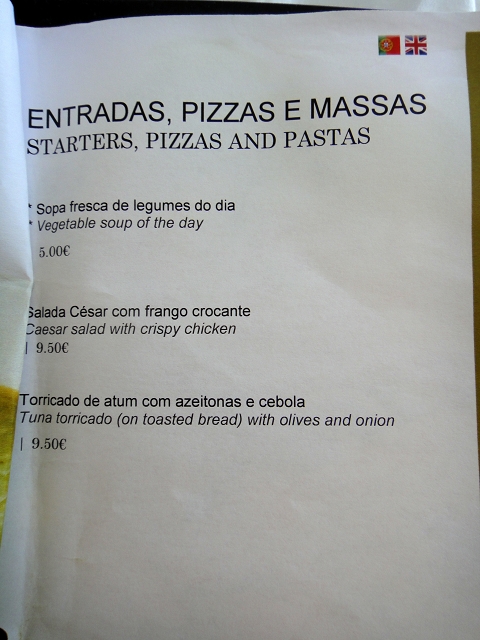 ENTRADAS, PIZZAS E MASSAS
STARTERS, PIZZAS AND PASTAS
* Sopa fresca de legumes do dia
* Vegetable soup of the day
5.00€
Salada César com frango crocante
Caesar salad with crispy chicken
| 9.50€
Torricado de atum com azeitonas e cebola
Tuna torricado (on toasted bread) with olives and onion
| 9.50€